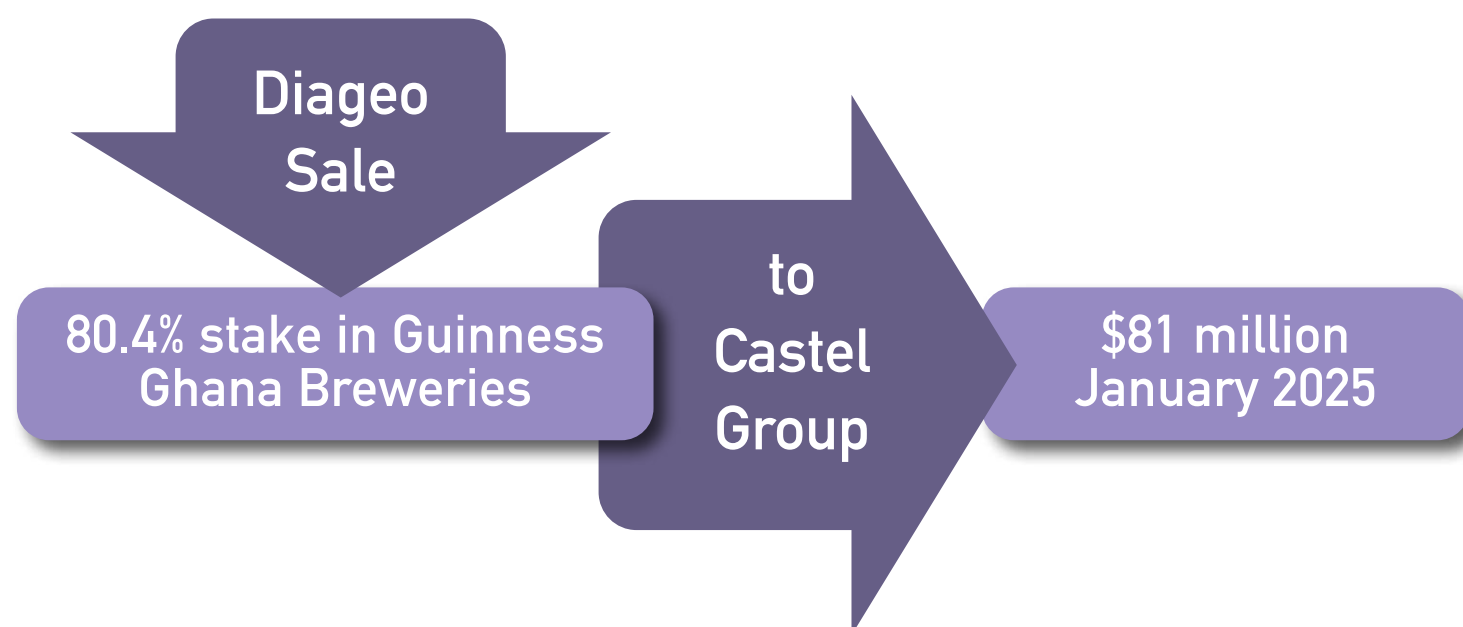 Diageo
Sale
80.4% stake in Guinness
Ghana Breweries
to
Castel
Group
$81 million
January 2025